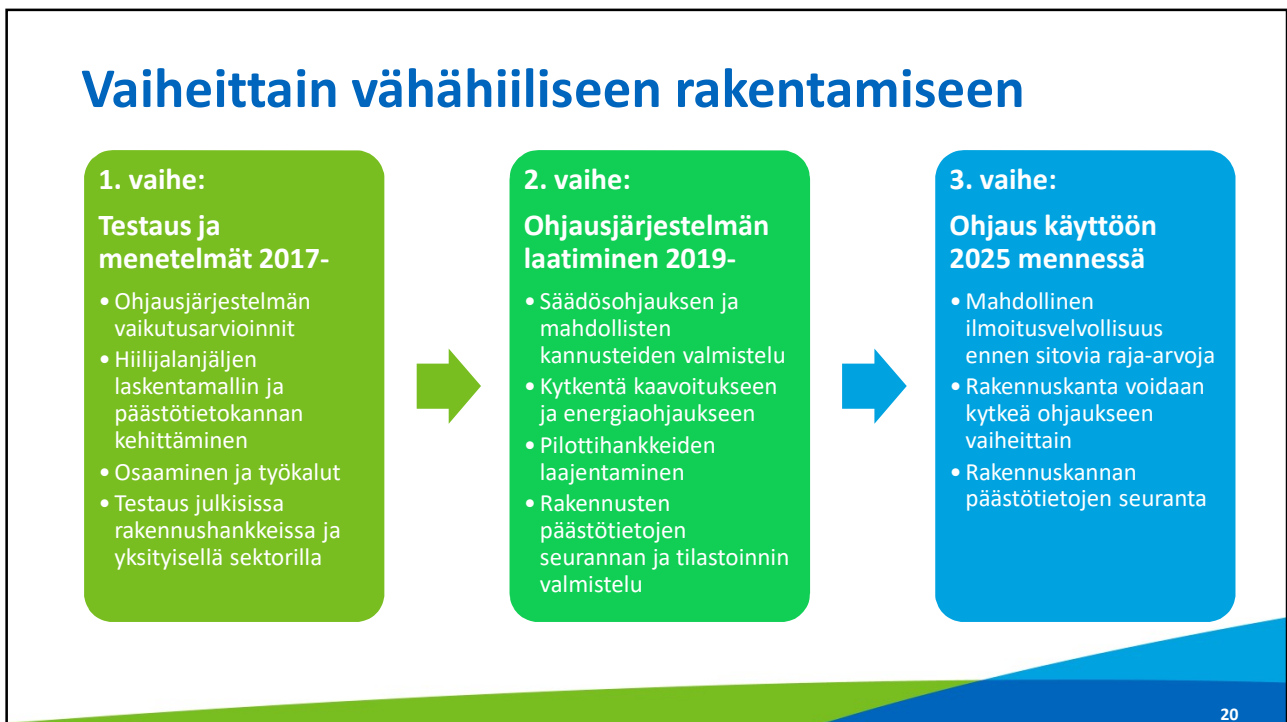 Vaiheittain vähähiiliseen rakentamiseen
1. vaihe:
Testaus ja
menetelmät 2017-
• Ohjausjärjestelmän
vaikutusarvioinnit
• Hiilijalanjäljen
laskentamallin ja
päästötietokannan
kehittäminen
• Osaaminen ja työkalut
• Testaus julkisissa
rakennushankkeissa ja
yksityisellä sektorilla
2. vaihe:
Ohjausjärjestelmän
laatiminen 2019-
• Säädösohjauksen ja
mahdollisten
kannusteiden valmistelu
• Kytkentä kaavoitukseen
ja energiaohjaukseen
• Pilottihankkeiden
laajentaminen
• Rakennusten
päästötietojen
seurannan ja tilastoinnin
valmistelu
3. vaihe:
Ohjaus käyttöön
2025 mennessä
• Mahdollinen
ilmoitusvelvollisuus
ennen sitovia raja-arvoja
• Rakennuskanta voidaan
kytkeä ohjaukseen
vaiheittain
• Rakennuskannan
päästötietojen seuranta
20